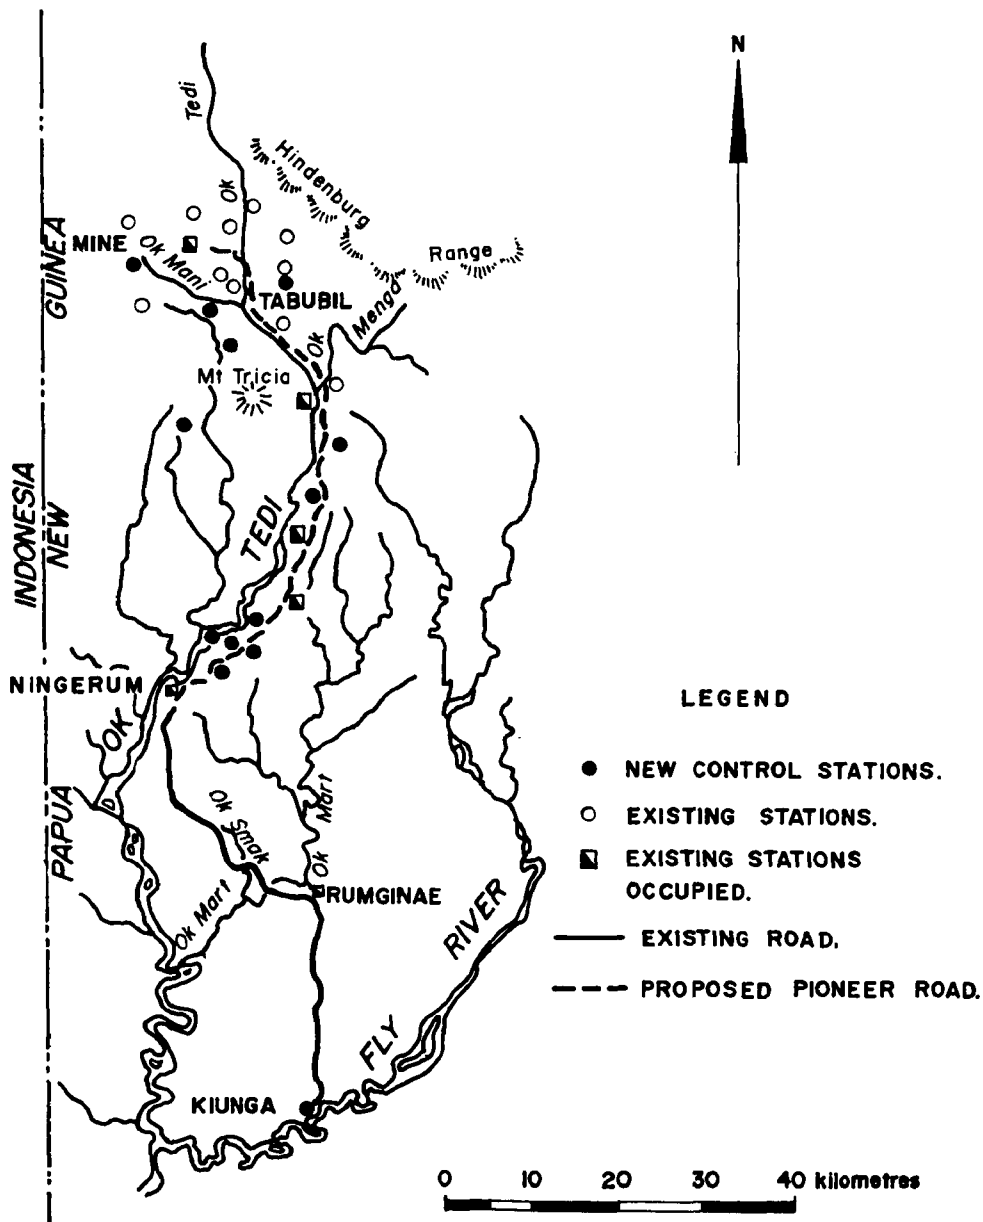 N
Ok Tedi
Hindenburg
Range
MINE
Ok Mani
TABUBIL
Ok Menga
Mt Tricia
INDONESIA
PAPUA NEW GUINEA
OK TEDI
NINGERUM
Ok Smak
Ok Mart
Ok Mart
RUMGINAE
FLY RIVER
KIUNGA
LEGEND
NEW CONTROL STATIONS.
EXISTING STATIONS.
EXISTING STATIONS
OCCUPIED.
EXISTING ROAD.
PROPOSED PIONEER ROAD.
0 10 20 30 40 kilometres